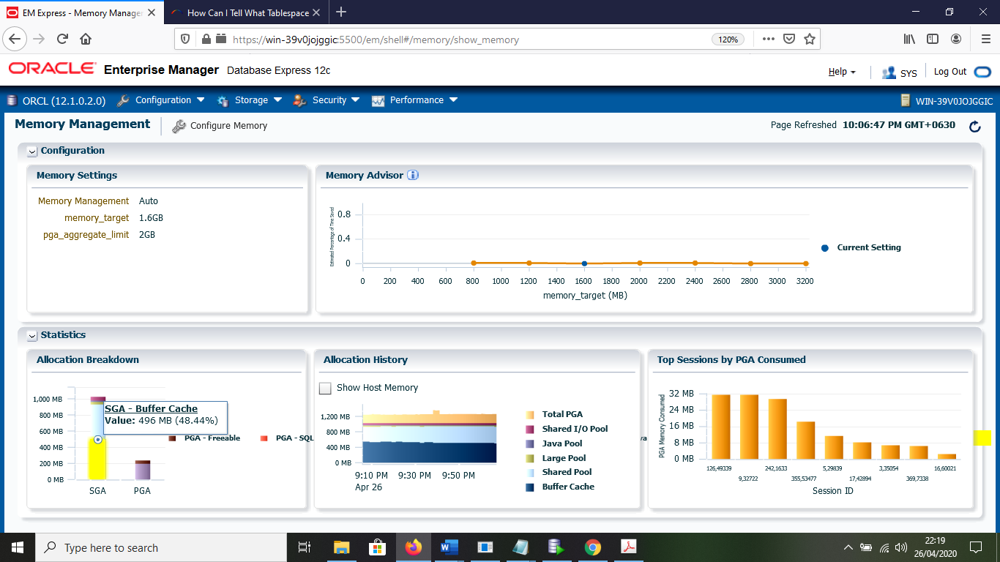 EM Express - Memory Manage
How Can I Tell What Tablespace
https://win-39v0jojggic:5500/em/shell#/memory/show_memory
120%
ORACLE Enterprise Manager Database Express 12c
Help
SYS
Log Out
ORCL (12.1.0.2.0)
Configuration
Storage
Security
Performance
WIN-39V0JOJGGIC
Memory Management
Configure Memory
Page Refreshed 10:06:47 PM GMT+0630
Configuration
Memory Settings
Memory Management Auto
memory_target 1.6GB
pga_aggregate_limit 2GB
Memory Advisor
Estimated Percentage of Time Saved
0.8
0.4
0
0 200 400 600 800 1000 1200 1400 1600 1800 2000 2200 2400 2600 2800 3000 3200
memory_target (MB)
Current Setting
Statistics
Allocation Breakdown
1,000 MB
800 MB
600 MB
400 MB
200 MB
0 MB
SGA PGA
SGA - Buffer Cache
Value: 496 MB (48.44%)
PGA - Freeable
PGA - SQL
va
Allocation History
Show Host Memory
1,200 MB
800 MB
400 MB
0 MB
9:10 PM 9:30 PM 9:50 PM
Apr 26
Total PGA
Shared I/O Pool
Java Pool
Large Pool
Shared Pool
Buffer Cache
Top Sessions by PGA Consumed
PGA Memory Consumed
32 MB
24 MB
16 MB
8 MB
0 MB
126,49339 242,1633 5,29839 3,35054 16,60021
9,32722 355,53477 17,42894 369,7338
Session ID
Type here to search
22:19
26/04/2020